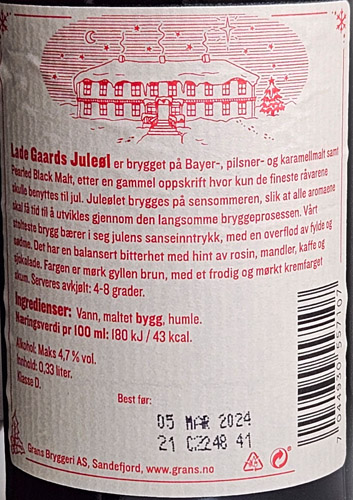 Lade Gaards Juleøl er brygget på Bayer-, pilsner- og karamellmalt samt
Pearled Black Malt, etter en gammel oppskrift hvor kun de fineste råvarene
skulle benyttes til jul. Juleølet brygges på sensommeren, slik at alle aromaene
skal få tid til å utvikles gjennom den langsomme bryggeprosessen. Vårt
stolteste brygg bærer i seg julens sanseinntrykk, med en overflod av fylde og
sødme. Det har en balansert bitterhet med hint av rosin, mandler, kaffe og
sjokolade. Fargen er mørk gyllen brun, med et frodig og mørkt kremfarget
skum. Serveres avkjølt: 4-8 grader.
Ingredienser: Vann, maltet bygg, humle.
Næringsverdi pr 100 ml: 180 kJ / 43 kcal.
Alkohol: Maks 4,7 % vol.
Innhold: 0,33 liter.
Klasse D.
Best før:
05 MAR 2024
21 C2248 41
Grans Bryggeri AS, Sandefjord, www.grans.no
7 044930 557107